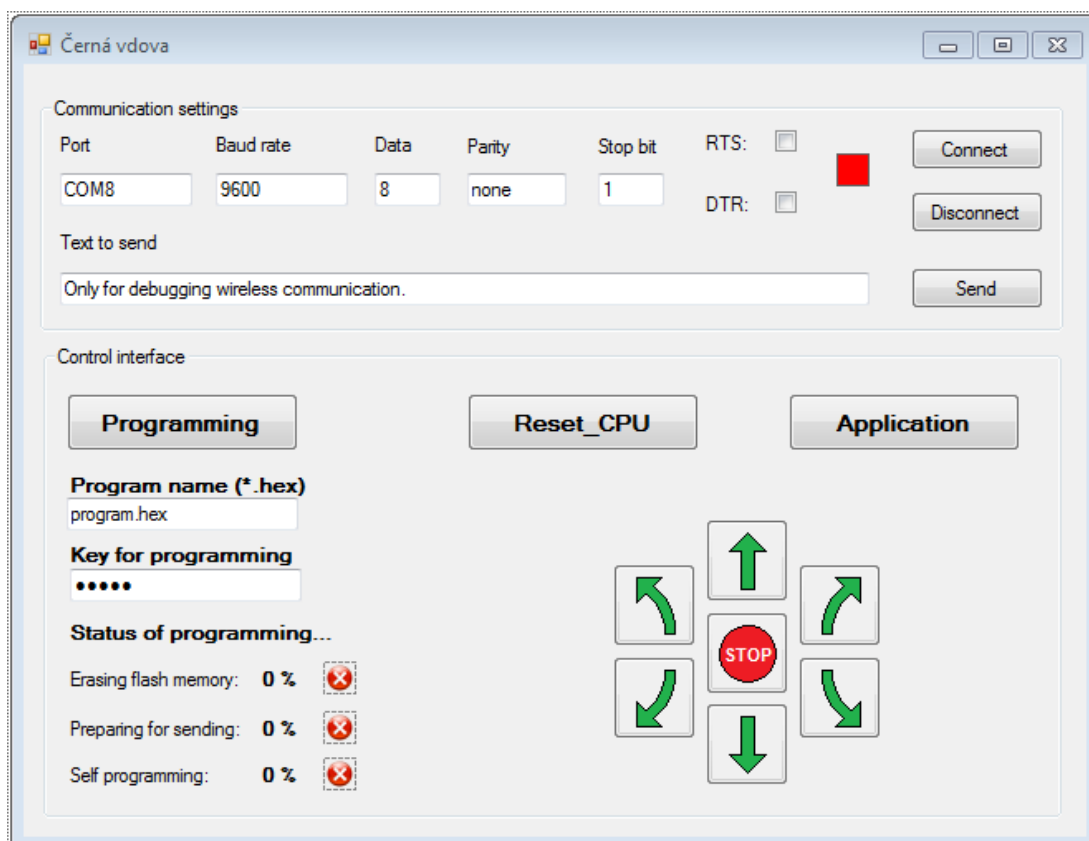 Černá vdova
Communication settings
Port Baud rate Data Parity Stop bit RTS: Connect
COM8 9600 8 none 1
DTR: Disconnect
Text to send
Only for debugging wireless communication. Send
Control interface
Programming Reset_CPU Application
Program name (*.hex)
program.hex
Key for programming
•••••
Status of programming...
Erasing flash memory: 0 %
Preparing for sending: 0 %
Self programming: 0 %
STOP